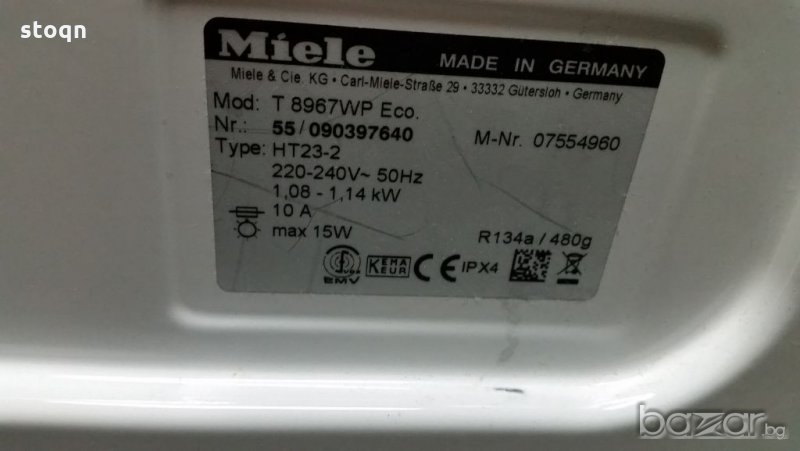 stoqn
Miele MADE IN GERMANY
Miele & Cie. KG • Carl-Miele-Straße 29 • 33332 Gütersloh • Germany
Mod: T 8967WP Eco.
Nr.: 55/090397640 M-Nr. 07554960
Type: HT23-2
220-240V~ 50Hz
1,08 - 1,14 kW
10 A
max 15W R134a / 480g
KEMA
KEUR
CE IPX4
EMV
bazar.bg